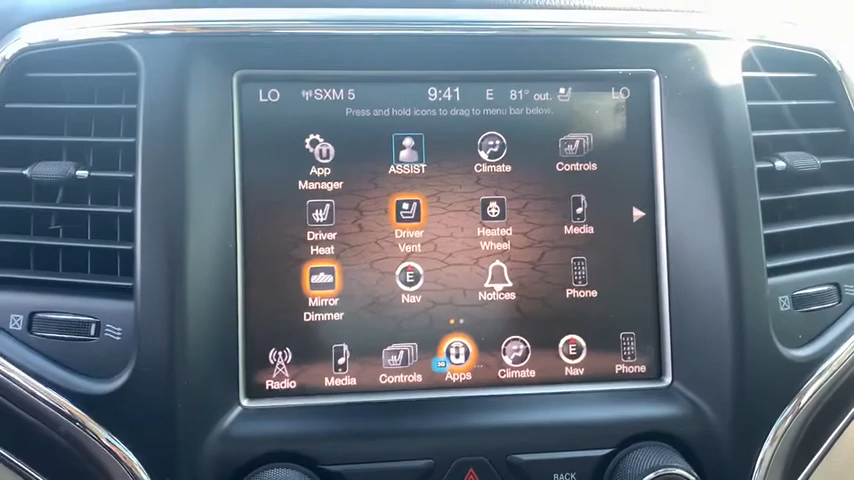 LO SXM 5 9:41 E 81° out. LO
Press and hold icons to drag to menu bar below.
App Manager
ASSIST
Climate
Controls
Driver Heat
Driver Vent
Heated Wheel
Media
Mirror Dimmer
E
Nav
Notices
Phone
Radio
Media
Controls
3G
Apps
Climate
E
Nav
Phone
BACK